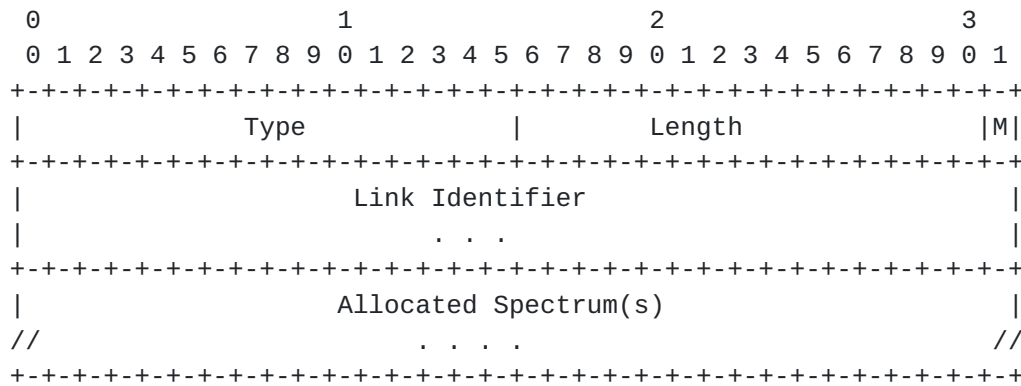 0                   1                   2                   3
 0 1 2 3 4 5 6 7 8 9 0 1 2 3 4 5 6 7 8 9 0 1 2 3 4 5 6 7 8 9 0 1
+-+-+-+-+-+-+-+-+-+-+-+-+-+-+-+-+-+-+-+-+-+-+-+-+-+-+-+-+-+-+-+-+
|              Type             |        Length               |M|
+-+-+-+-+-+-+-+-+-+-+-+-+-+-+-+-+-+-+-+-+-+-+-+-+-+-+-+-+-+-+-+-+
|                     Link Identifier                           |
|                          . . .                                |
+-+-+-+-+-+-+-+-+-+-+-+-+-+-+-+-+-+-+-+-+-+-+-+-+-+-+-+-+-+-+-+-+
|                    Allocated Spectrum(s)                      |
//                        . . . .                              //
+-+-+-+-+-+-+-+-+-+-+-+-+-+-+-+-+-+-+-+-+-+-+-+-+-+-+-+-+-+-+-+-+